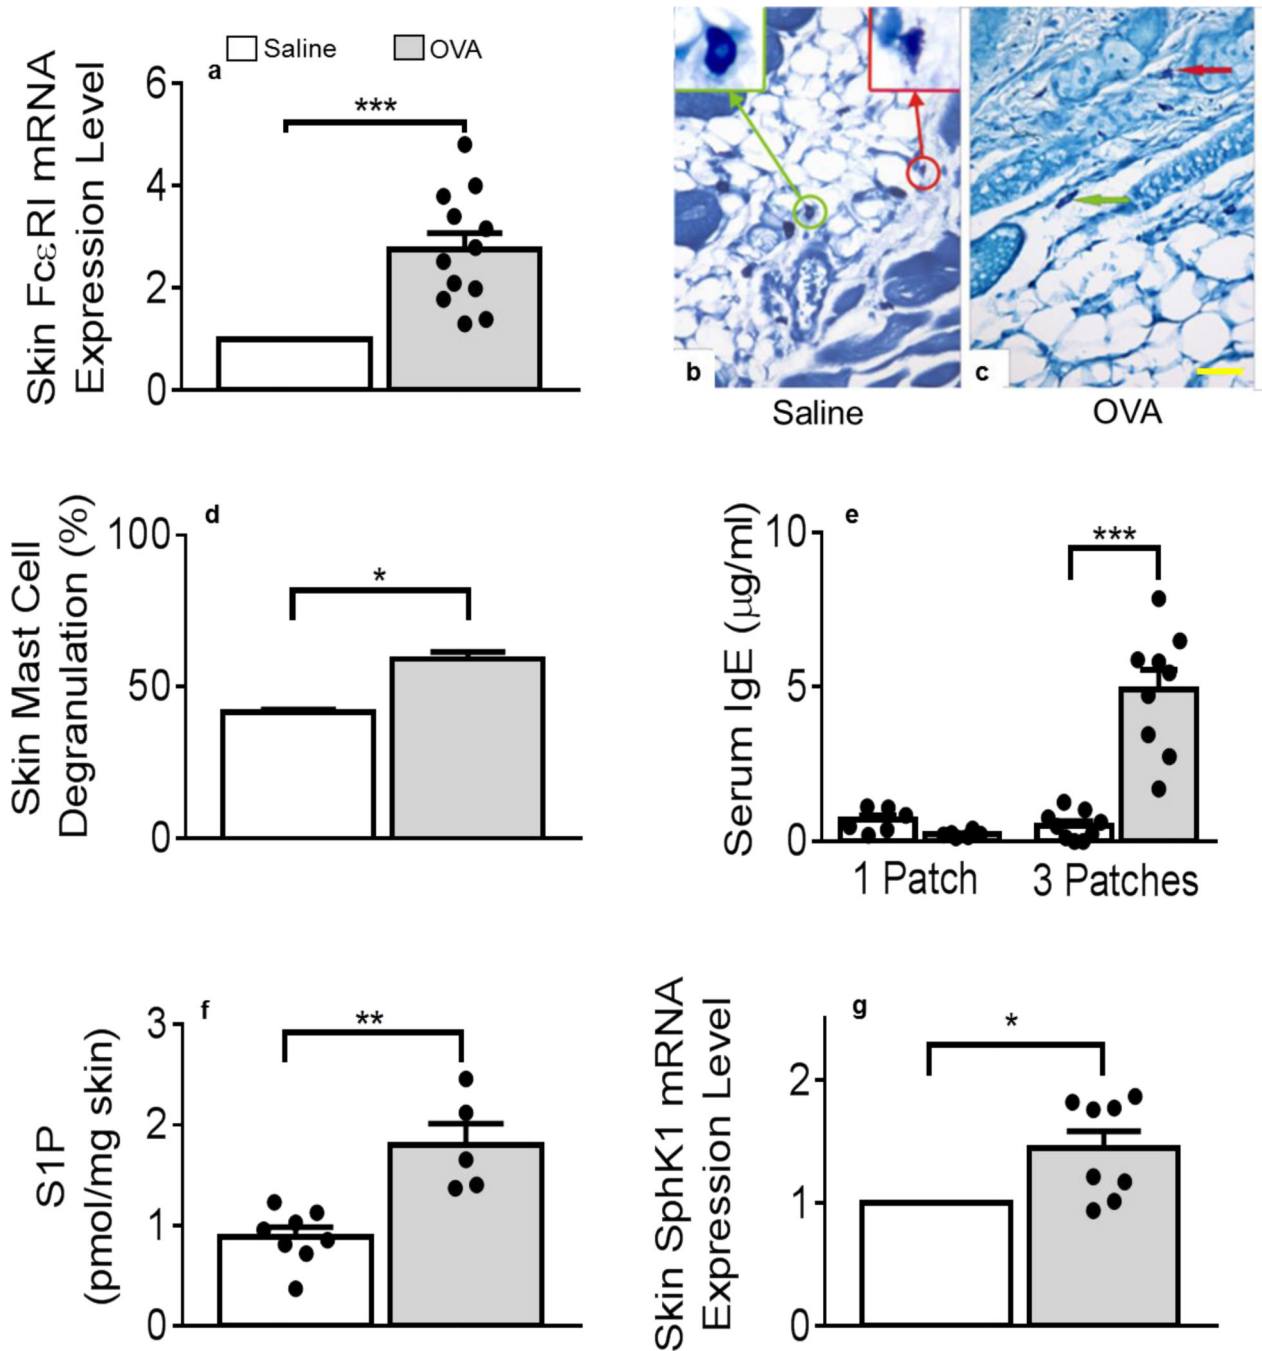 a
Saline
OVA
Skin FcεRI mRNA
Expression Level
6
4
2
0
***
b
c
Saline
OVA
d
Skin Mast Cell
Degranulation (%)
100
50
0
*
e
Serum IgE (μg/ml)
10
5
0
***
1 Patch
3 Patches
f
S1P
(pmol/mg skin)
3
2
1
0
**
g
Skin SphK1 mRNA
Expression Level
2
1
0
*